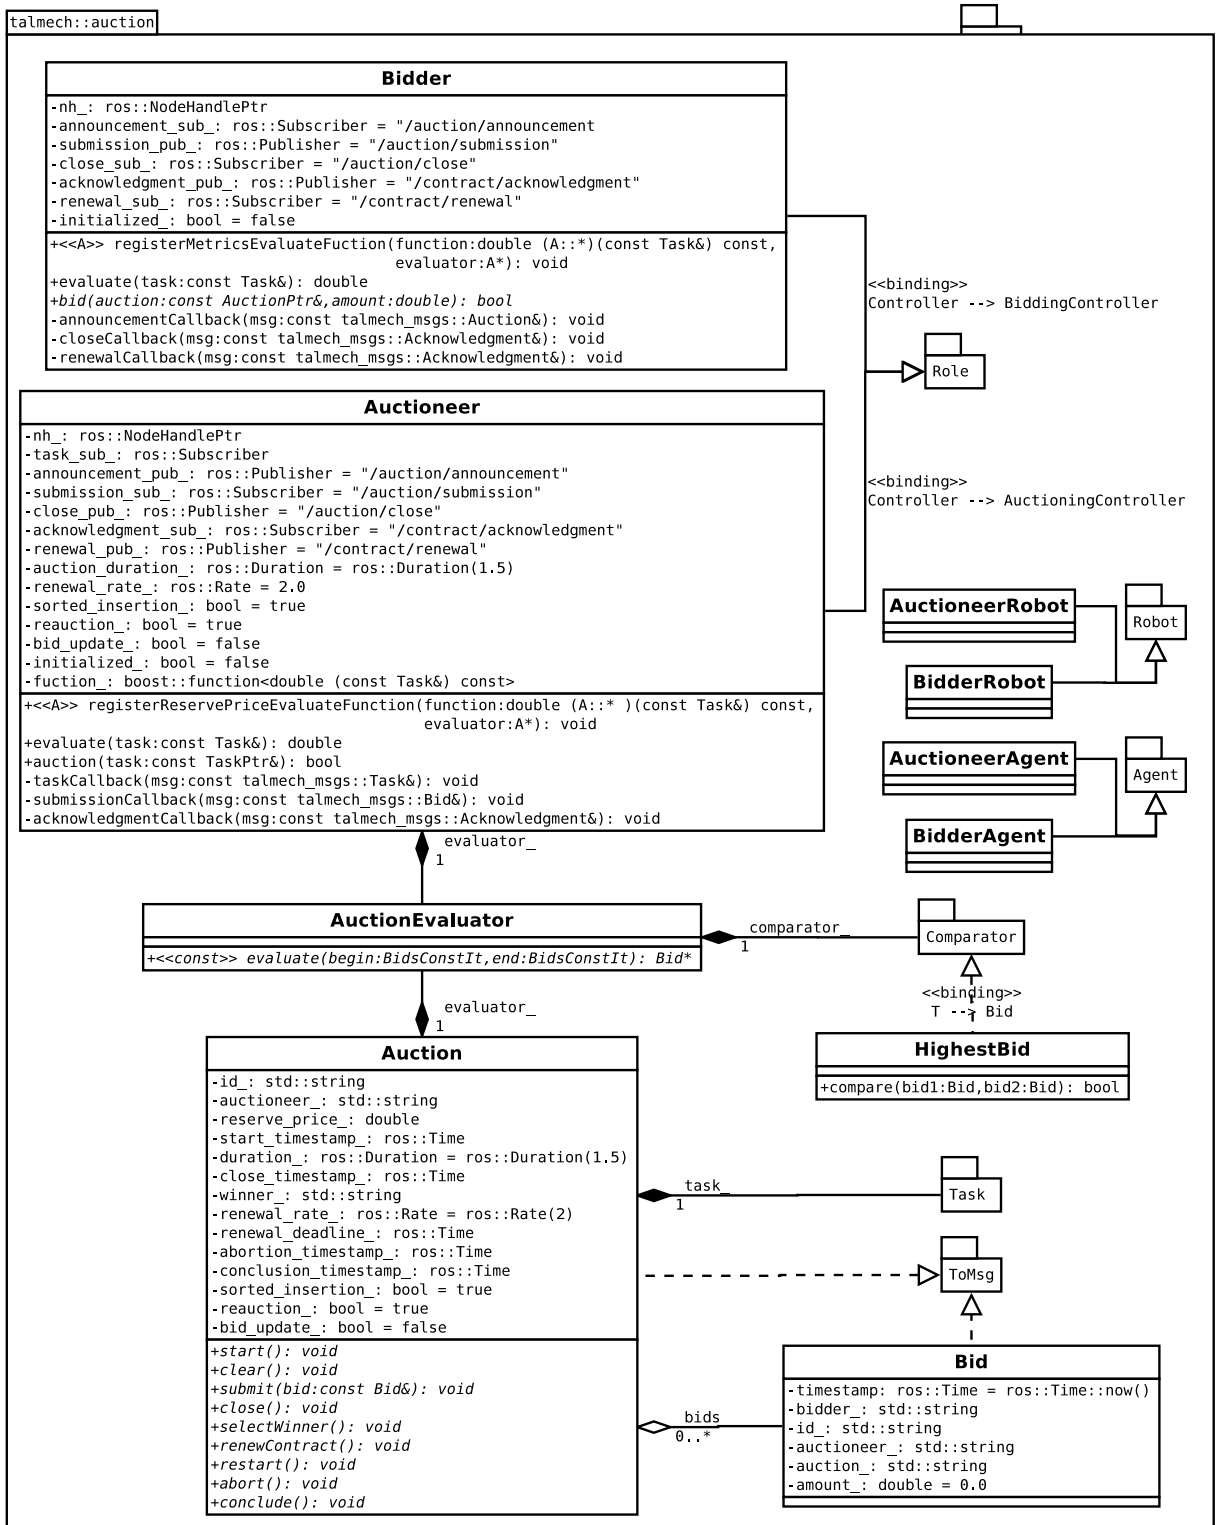 talmech::auction
Bidder
-nh_: ros::NodeHandlePtr
-announcement_sub_: ros::Subscriber = "/auction/announcement
-submission_pub_: ros::Publisher = "/auction/submission"
-close_sub_: ros::Subscriber = "/auction/close"
-acknowledgment_pub_: ros::Publisher = "/contract/acknowledgment"
-renewal_sub_: ros::Subscriber = "/contract/renewal"
-initialized_: bool = false
+<<A>> registerMetricsEvaluateFuction(function:double (A::*)(const Task&) const,
evaluator:A*): void
+evaluate(task:const Task&): double
+bid(auction:const AuctionPtr&,amount:double): bool
-announcementCallback(msg:const talmech_msgs::Auction&): void
-closeCallback(msg:const talmech_msgs::Acknowledgment&): void
-renewalCallback(msg:const talmech_msgs::Acknowledgment&): void
<<binding>>
Controller --> BiddingController
Role
Auctioneer
-nh_: ros::NodeHandlePtr
-task_sub_: ros::Subscriber
-announcement_pub_: ros::Publisher = "/auction/announcement"
-submission_sub_: ros::Subscriber = "/auction/submission"
-close_pub_: ros::Publisher = "/auction/close"
-acknowledgment_sub_: ros::Subscriber = "/contract/acknowledgment"
-renewal_pub_: ros::Publisher = "/contract/renewal"
-auction_duration_: ros::Duration = ros::Duration(1.5)
-renewal_rate_: ros::Rate = 2.0
-sorted_insertion_: bool = true
-reauction_: bool = true
-bid_update_: bool = false
-initialized_: bool = false
-fuction_: boost::function<double (const Task&) const>
+<<A>> registerReservePriceEvaluateFunction(function:double (A::* )(const Task&) const,
evaluator:A*): void
+evaluate(task:const Task&): double
+auction(task:const TaskPtr&): bool
-taskCallback(msg:const talmech_msgs::Task&): void
-submissionCallback(msg:const talmech_msgs::Bid&): void
-acknowledgmentCallback(msg:const talmech_msgs::Acknowledgment&): void
<<binding>>
Controller --> AuctioningController
AuctioneerRobot
Robot
BidderRobot
AuctioneerAgent
Agent
BidderAgent
evaluator_
1
AuctionEvaluator
+<<const>> evaluate(begin:BidsConstIt,end:BidsConstIt): Bid*
comparator_
1
Comparator
<<binding>>
T --> Bid
HighestBid
+compare(bid1:Bid,bid2:Bid): bool
evaluator_
1
Auction
-id_: std::string
-auctioneer_: std::string
-reserve_price_: double
-start_timestamp_: ros::Time
-duration_: ros::Duration = ros::Duration(1.5)
-close_timestamp_: ros::Time
-winner_: std::string
-renewal_rate_: ros::Rate = ros::Rate(2)
-renewal_deadline_: ros::Time
-abortion_timestamp_: ros::Time
-conclusion_timestamp_: ros::Time
-sorted_insertion_: bool = true
-reauction_: bool = true
-bid_update_: bool = false
+start(): void
+clear(): void
+submit(bid:const Bid&): void
+close(): void
+selectWinner(): void
+renewContract(): void
+restart(): void
+abort(): void
+conclude(): void
task_
1
Task
ToMsg
bids
0..*
Bid
-timestamp: ros::Time = ros::Time::now()
-bidder_: std::string
-id_: std::string
-auctioneer_: std::string
-auction_: std::string
-amount_: double = 0.0